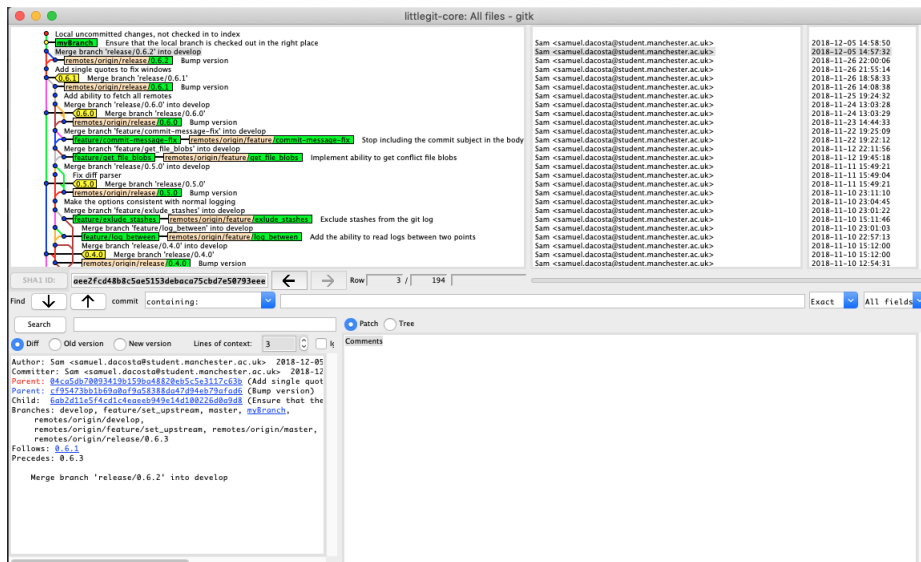 littlegit-core: All files - gitk
Local uncommitted changes, not checked in to index
myBranch Ensure that the local branch is checked out in the right place Sam <samuel.dacosta@student.manchester.ac.uk> 2018-12-05 14:58:50
Merge branch 'release/0.6.2' into develop Sam <samuel.dacosta@student.manchester.ac.uk> 2018-12-05 14:57:32
remotes/origin/release/0.6.2 Bump version Sam <samuel.dacosta@student.manchester.ac.uk> 2018-11-26 22:00:06
Add single quotes to fix windows Sam <samuel.dacosta@student.manchester.ac.uk> 2018-11-26 21:55:14
0.6.1 Merge branch 'release/0.6.1' Sam <samuel.dacosta@student.manchester.ac.uk> 2018-11-26 18:58:33
remotes/origin/release/0.6.1 Bump version Sam <samuel.dacosta@student.manchester.ac.uk> 2018-11-26 14:08:38
Add ability to fetch all remotes Sam <samuel.dacosta@student.manchester.ac.uk> 2018-11-25 19:24:32
Merge branch 'release/0.6.0' into develop Sam <samuel.dacosta@student.manchester.ac.uk> 2018-11-24 13:03:28
0.6.0 Merge branch 'release/0.6.0' Sam <samuel.dacosta@student.manchester.ac.uk> 2018-11-24 13:03:29
remotes/origin/release/0.6.0 Bump version Sam <samuel.dacosta@student.manchester.ac.uk> 2018-11-23 14:44:33
Merge branch 'feature/commit-message-fix' into develop Sam <samuel.dacosta@student.manchester.ac.uk> 2018-11-22 19:25:09
feature/commit-message-fix remotes/origin/feature/commit-message-fix Stop including the commit subject in the body Sam <samuel.dacosta@student.manchester.ac.uk> 2018-11-22 19:22:12
Merge branch 'feature/get_file_blobs' into develop Sam <samuel.dacosta@student.manchester.ac.uk> 2018-11-12 22:11:56
feature/get_file_blobs remotes/origin/feature/get_file_blobs Implement ability to get conflict file blobs Sam <samuel.dacosta@student.manchester.ac.uk> 2018-11-12 19:45:18
Merge branch 'release/0.5.0' into develop Sam <samuel.dacosta@student.manchester.ac.uk> 2018-11-11 15:49:21
Fix diff parser Sam <samuel.dacosta@student.manchester.ac.uk> 2018-11-11 15:49:04
0.5.0 Merge branch 'release/0.5.0' Sam <samuel.dacosta@student.manchester.ac.uk> 2018-11-11 15:49:21
remotes/origin/release/0.5.0 Bump version Sam <samuel.dacosta@student.manchester.ac.uk> 2018-11-10 23:11:10
Make the options consistent with normal logging Sam <samuel.dacosta@student.manchester.ac.uk> 2018-11-10 23:04:45
Merge branch 'feature/exlude_stashes' into develop Sam <samuel.dacosta@student.manchester.ac.uk> 2018-11-10 23:01:22
feature/exlude_stashes remotes/origin/feature/exlude_stashes Exclude stashes from the git log Sam <samuel.dacosta@student.manchester.ac.uk> 2018-11-10 23:01:03
Merge branch 'feature/log_between' into develop Sam <samuel.dacosta@student.manchester.ac.uk> 2018-11-10 22:57:13
feature/log_between remotes/origin/feature/log_between Add the ability to read logs between two points Sam <samuel.dacosta@student.manchester.ac.uk> 2018-11-10 15:11:46
Merge branch 'release/0.4.0' into develop Sam <samuel.dacosta@student.manchester.ac.uk> 2018-11-10 15:12:00
0.4.0 Merge branch 'release/0.4.0' Sam <samuel.dacosta@student.manchester.ac.uk> 2018-11-10 15:12:00
remotes/origin/release/0.4.0 Bump version Sam <samuel.dacosta@student.manchester.ac.uk> 2018-11-10 12:54:31
SHA1 ID: aee2fcd48b8c5ae5153debaca75cbd7e50793eee Row 3 / 194
Find commit containing: Exact All fields
Search
Patch Tree
Diff Old version New version Lines of context: 3
Comments
Author: Sam <samuel.dacosta@student.manchester.ac.uk> 2018-12-05
Committer: Sam <samuel.dacosta@student.manchester.ac.uk> 2018-12
Parent: 04ca5db70093419b159ba48820eb5c5e3117c63b (Add single quot
Parent: cf95473bb1b69a0af9a58388da47d94eb79afad6 (Bump version)
Child: 6ab2d11e5f4cd1c4eaeeb949e14d100226d0a9d8 (Ensure that the
Branches: develop, feature/set_upstream, master, myBranch,
remotes/origin/develop,
remotes/origin/feature/set_upstream, remotes/origin/master,
remotes/origin/release/0.6.3
Follows: 0.6.1
Precedes: 0.6.3
Merge branch 'release/0.6.2' into develop